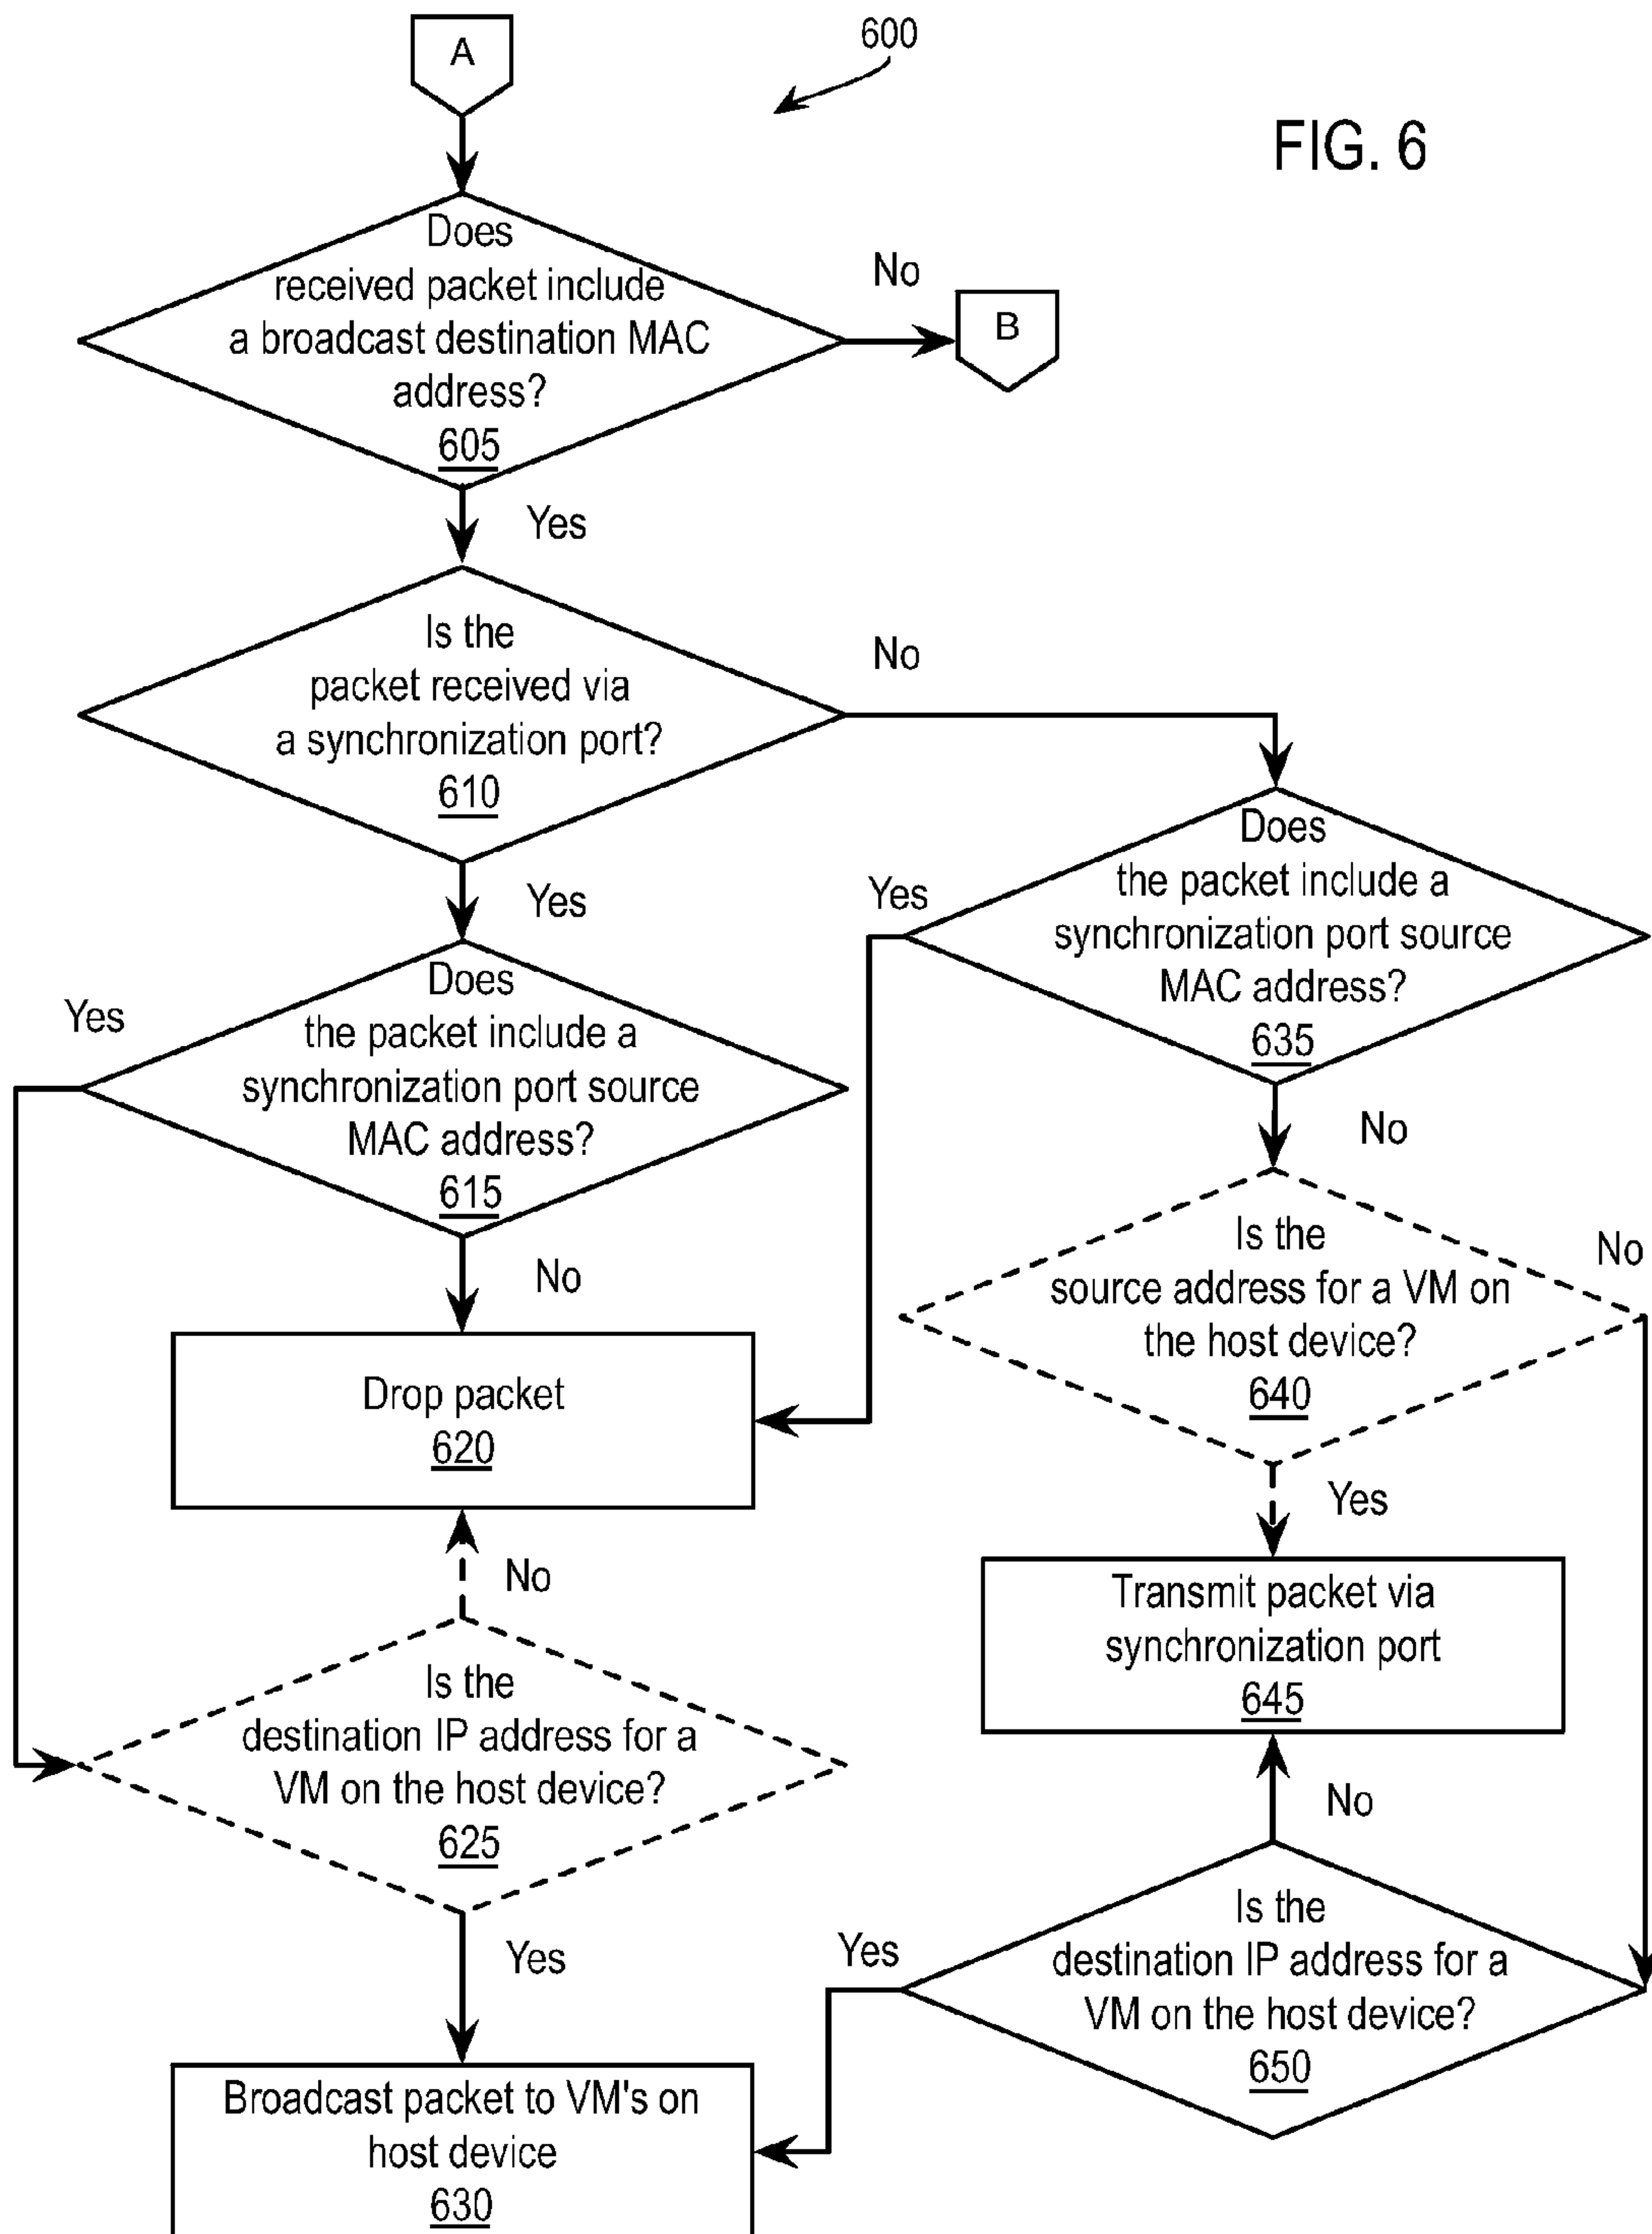 A
600
FIG. 6
Does
received packet include
a broadcast destination MAC
address?
605
No
B
Yes
Is the
packet received via
a synchronization port?
610
No
Yes
Does
the packet include a
synchronization port source
MAC address?
635
Yes
No
Does
the packet include a
synchronization port source
MAC address?
615
Yes
No
Is the
source address for a VM on
the host device?
640
No
Yes
Drop packet
620
No
Transmit packet via
synchronization port
645
No
Is the
destination IP address for a
VM on the host device?
625
Yes
Is the
destination IP address for a
VM on the host device?
650
Yes
Broadcast packet to VM's on
host device
630